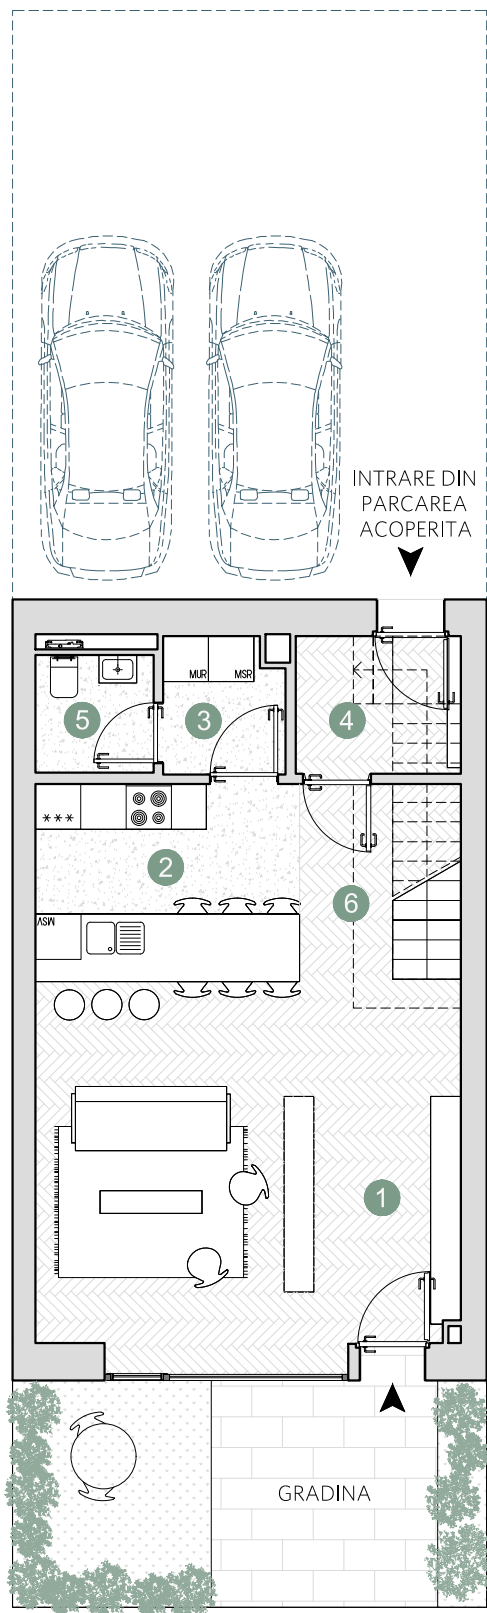 INTRARE DIN
PARCAREA
ACOPERITA
MUR MSR
5 3 4
***
2
6
MSV
1
GRADINA